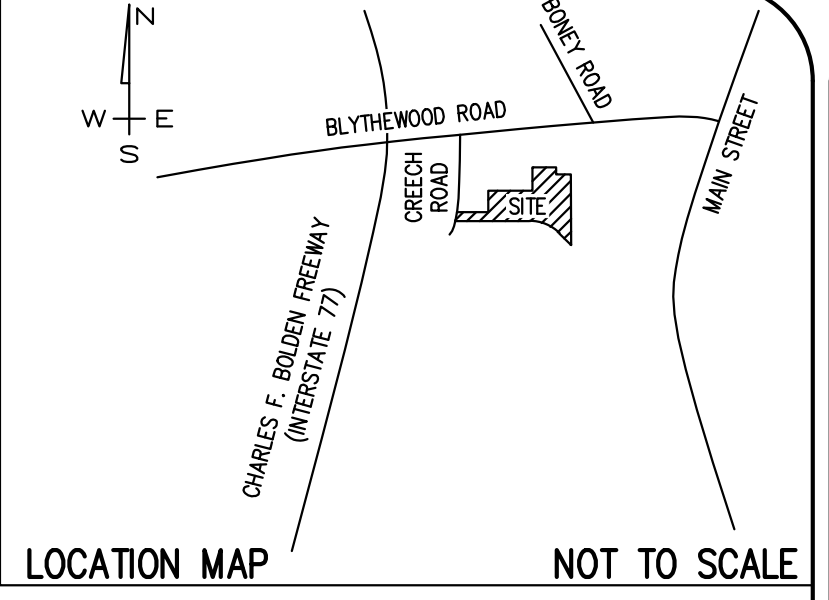 N
W E
S
BONEY ROAD
BLYTHEWOOD ROAD
MAIN STREET
CREECH
ROAD
SITE
CHARLES F. BOLDEN FREEWAY
(INTERSTATE 77)
LOCATION MAP
NOT TO SCALE